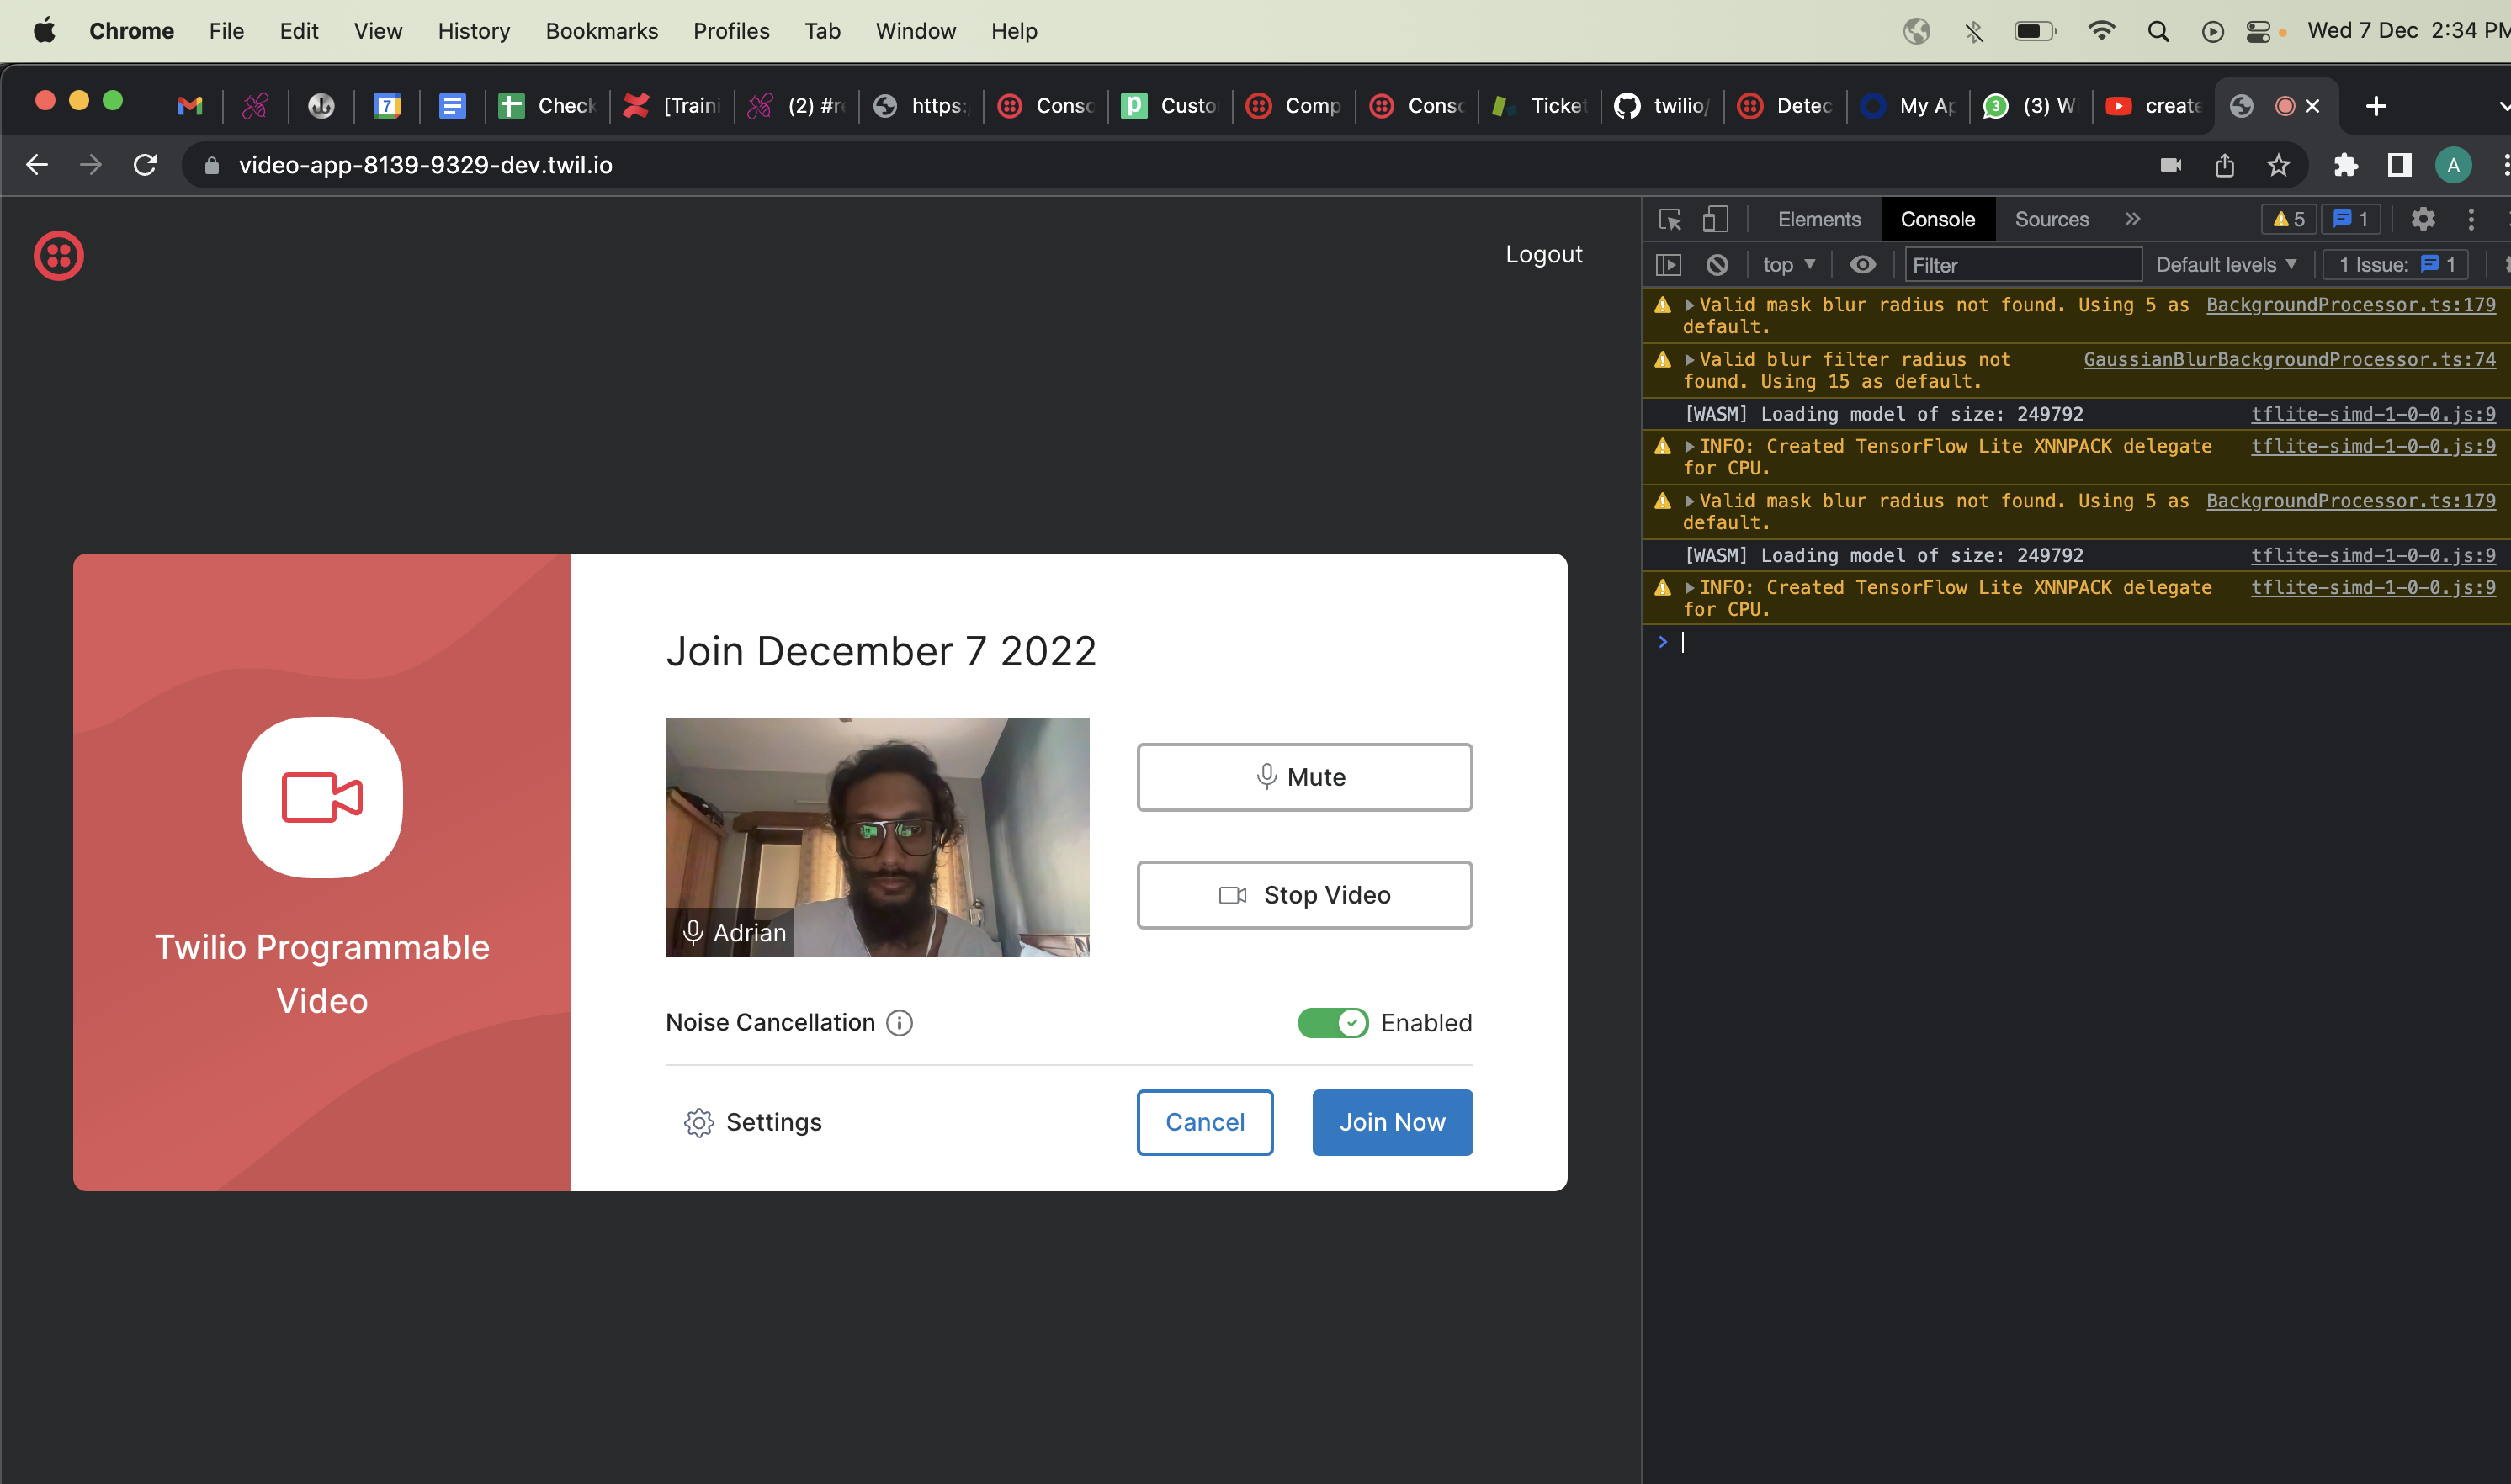 Chrome File Edit View History Bookmarks Profiles Tab Window Help Wed 7 Dec 2:34 PM
7 Check [Traini (2) #re https: Conso p Custo Comp Conso Ticket twilio/ Detec My Ap 3 (3) W create
video-app-8139-9329-dev.twil.io A
Logout
Elements Console Sources 5 1
top Filter Default levels 1 Issue: 1
Valid mask blur radius not found. Using 5 as BackgroundProcessor.ts:179
default.
Valid blur filter radius not GaussianBlurBackgroundProcessor.ts:74
found. Using 15 as default.
[WASM] Loading model of size: 249792 tflite-simd-1-0-0.js:9
INFO: Created TensorFlow Lite XNNPACK delegate tflite-simd-1-0-0.js:9
for CPU.
Valid mask blur radius not found. Using 5 as BackgroundProcessor.ts:179
default.
[WASM] Loading model of size: 249792 tflite-simd-1-0-0.js:9
INFO: Created TensorFlow Lite XNNPACK delegate tflite-simd-1-0-0.js:9
for CPU.
Twilio Programmable
Video
Join December 7 2022
Adrian
Mute
Stop Video
Noise Cancellation Enabled
Settings Cancel Join Now